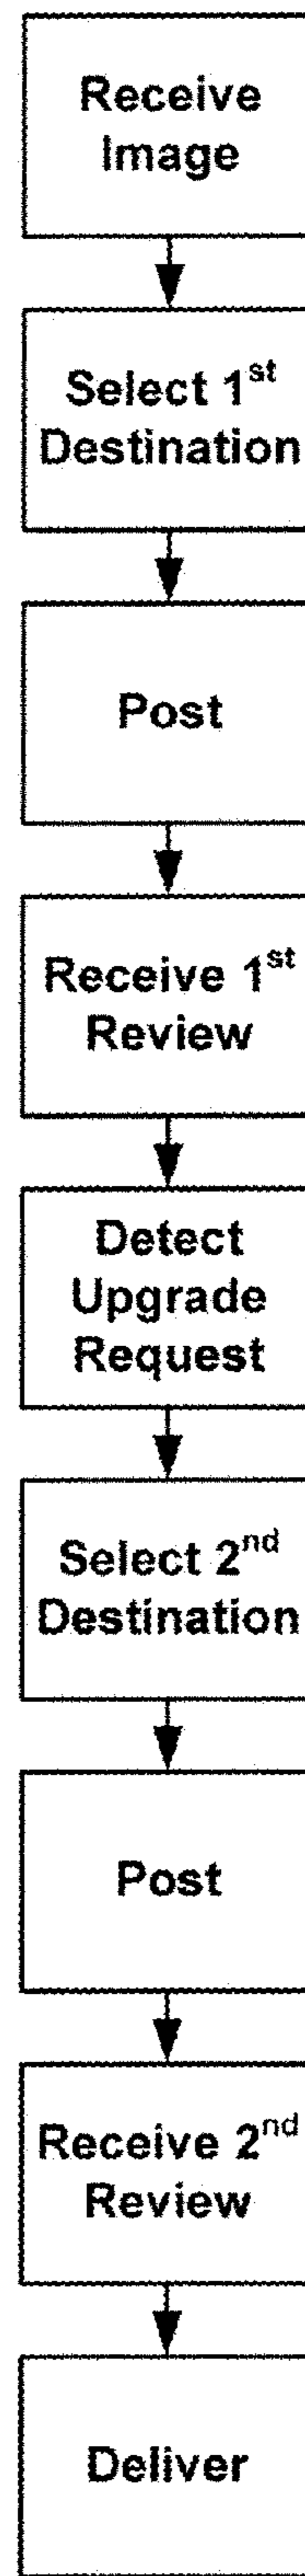 Receive
Image
Select 1st
Destination
Post
Receive 1st
Review
Detect
Upgrade
Request
Select 2nd
Destination
Post
Receive 2nd
Review
Deliver